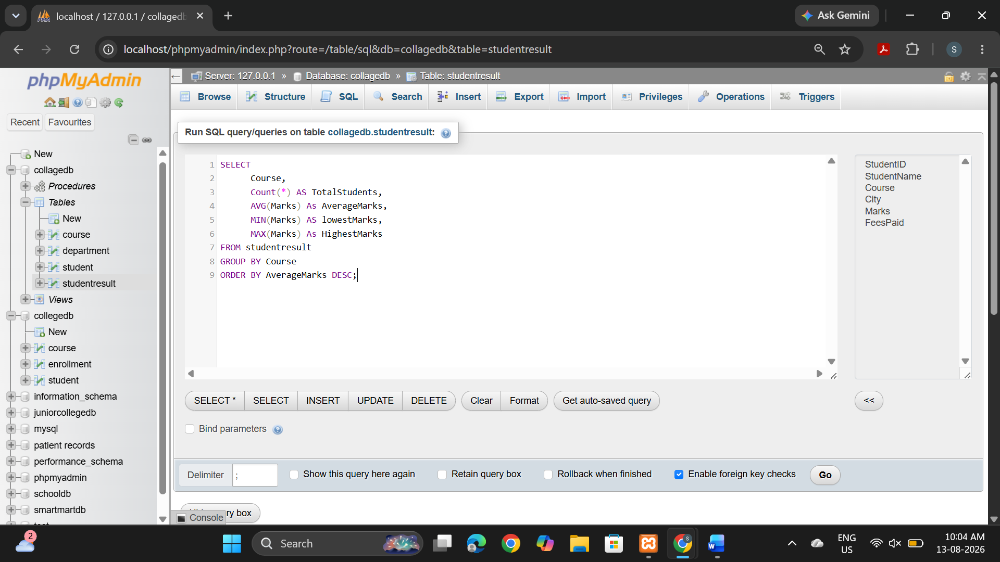 localhost / 127.0.0.1 / collagedb
Ask Gemini
localhost/phpmyadmin/index.php?route=/table/sql&db=collagedb&table=studentresult
S
phpMyAdmin
Recent
Favourites
New
collagedb
Procedures
Tables
New
course
department
student
studentresult
Views
collegedb
New
course
enrollment
student
information_schema
juniorcollegedb
mysql
patient records
performance_schema
phpmyadmin
schooldb
smartmartdb
Server: 127.0.0.1 » Database: collagedb » Table: studentresult
Browse
Structure
SQL
Search
Insert
Export
Import
Privileges
Operations
Triggers
Run SQL query/queries on table collagedb.studentresult:
1 SELECT
2 Course,
3 Count(*) AS TotalStudents,
4 AVG(Marks) As AverageMarks,
5 MIN(Marks) AS lowestMarks,
6 MAX(Marks) As HighestMarks
7 FROM studentresult
8 GROUP BY Course
9 ORDER BY AverageMarks DESC;
StudentID
StudentName
Course
City
Marks
FeesPaid
SELECT *
SELECT
INSERT
UPDATE
DELETE
Clear
Format
Get auto-saved query
<<
Bind parameters
Delimiter
;
Show this query here again
Retain query box
Rollback when finished
Enable foreign key checks
Go
ry box
Console
2
Search
ENG
US
10:04 AM
13-08-2026